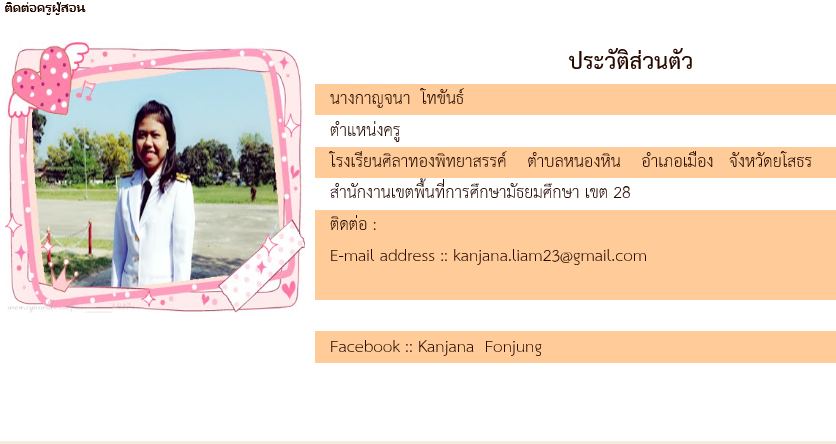 ติดต่อครูผู้สอน
ประวัติส่วนตัว
นางกาญจนา โทขันธ์
ตำแหน่งครู
โรงเรียนศิลาทองพิทยาสรรค์ ตำบลหนองหิน อำเภอเมือง จังหวัดยโสธร
สำนักงานเขตพื้นที่การศึกษามัธยมศึกษา เขต 28
ติดต่อ :
E-mail address :: kanjana.liam23@gmail.com
Facebook :: Kanjana Fonjung